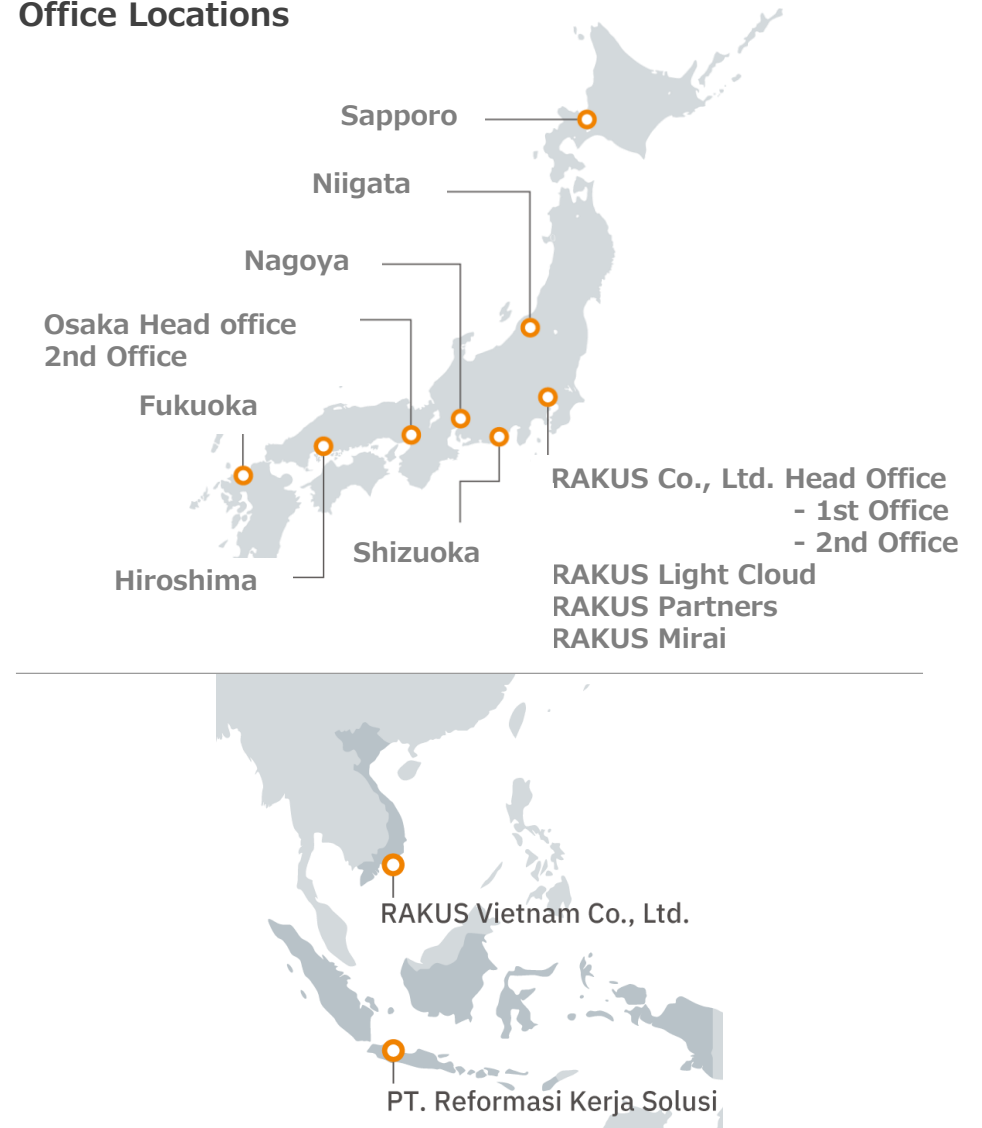 Office Locations
Sapporo
Niigata
Nagoya
Osaka Head office
2nd Office
Fukuoka
RAKUS Co., Ltd. Head Office
- 1st Office
- 2nd Office
Shizuoka
Hiroshima
RAKUS Light Cloud
RAKUS Partners
RAKUS Mirai
RAKUS Vietnam Co., Ltd.
PT. Reformasi Kerja Solusi